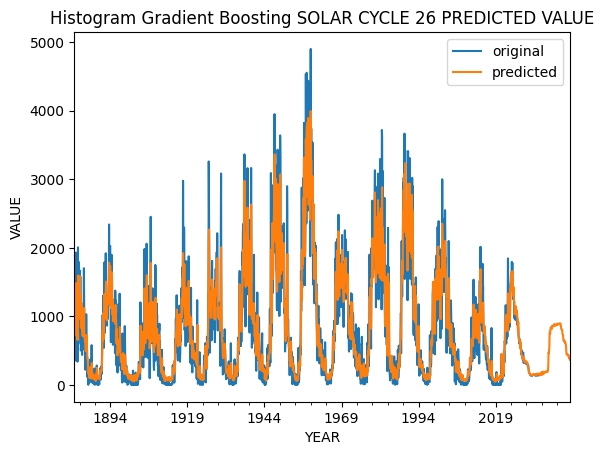 Histogram Gradient Boosting SOLAR CYCLE 26 PREDICTED VALUE
original
predicted
5000
4000
3000
2000
1000
0
VALUE
1894 1919 1944 1969 1994 2019
YEAR